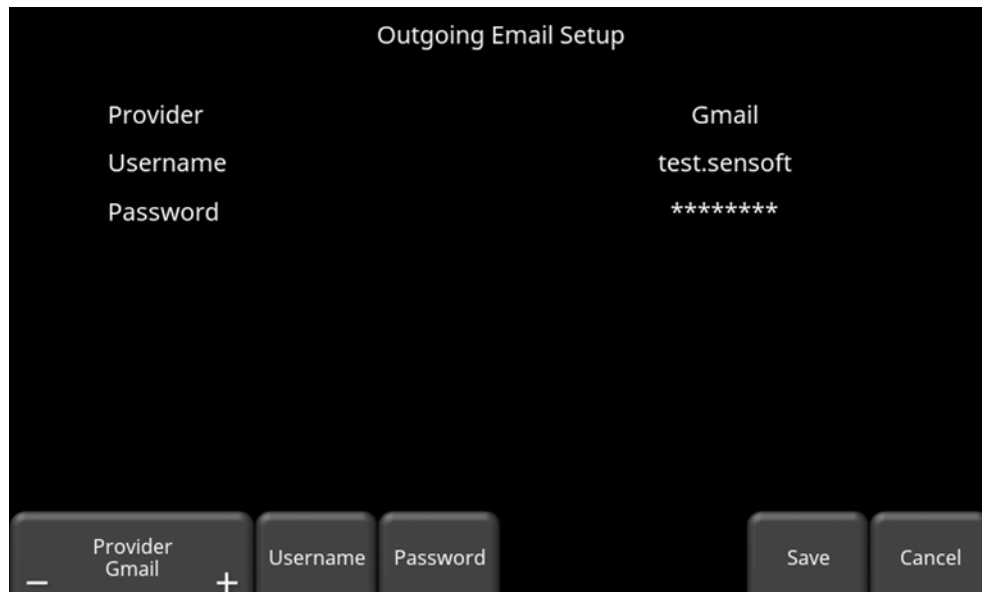 Outgoing Email Setup
Provider Gmail
Username test.sensoft
Password ********
Provider
Gmail
− +
Username
Password
Save
Cancel